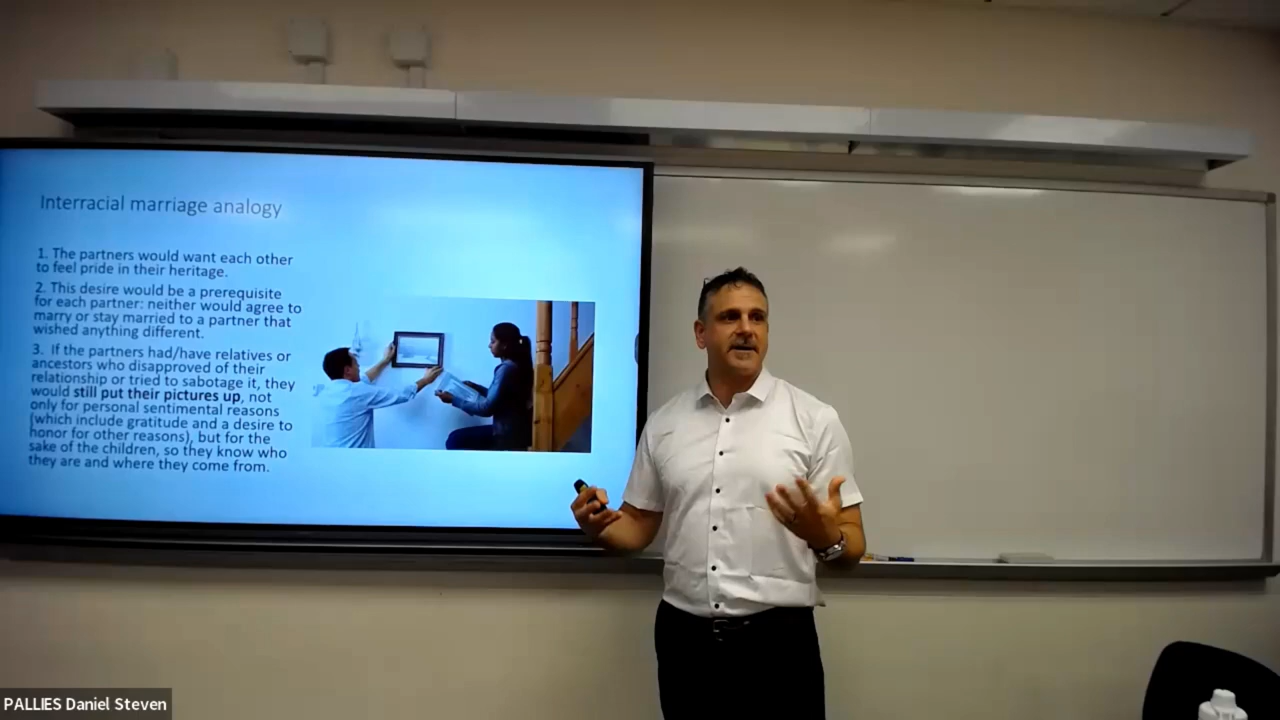 Interracial marriage analogy
1. The partners would want each other
to feel pride in their heritage.
2. This desire would be a prerequisite
for each partner: neither would agree to
marry or stay married to a partner that
wished anything different.
3. If the partners had/have relatives or
ancestors who disapproved of their
relationship or tried to sabotage it, they
would still put their pictures up, not
only for personal sentimental reasons
(which include gratitude and a desire to
honor for other reasons), but for the
sake of the children, so they know who
they are and where they come from.
PALLIES Daniel Steven